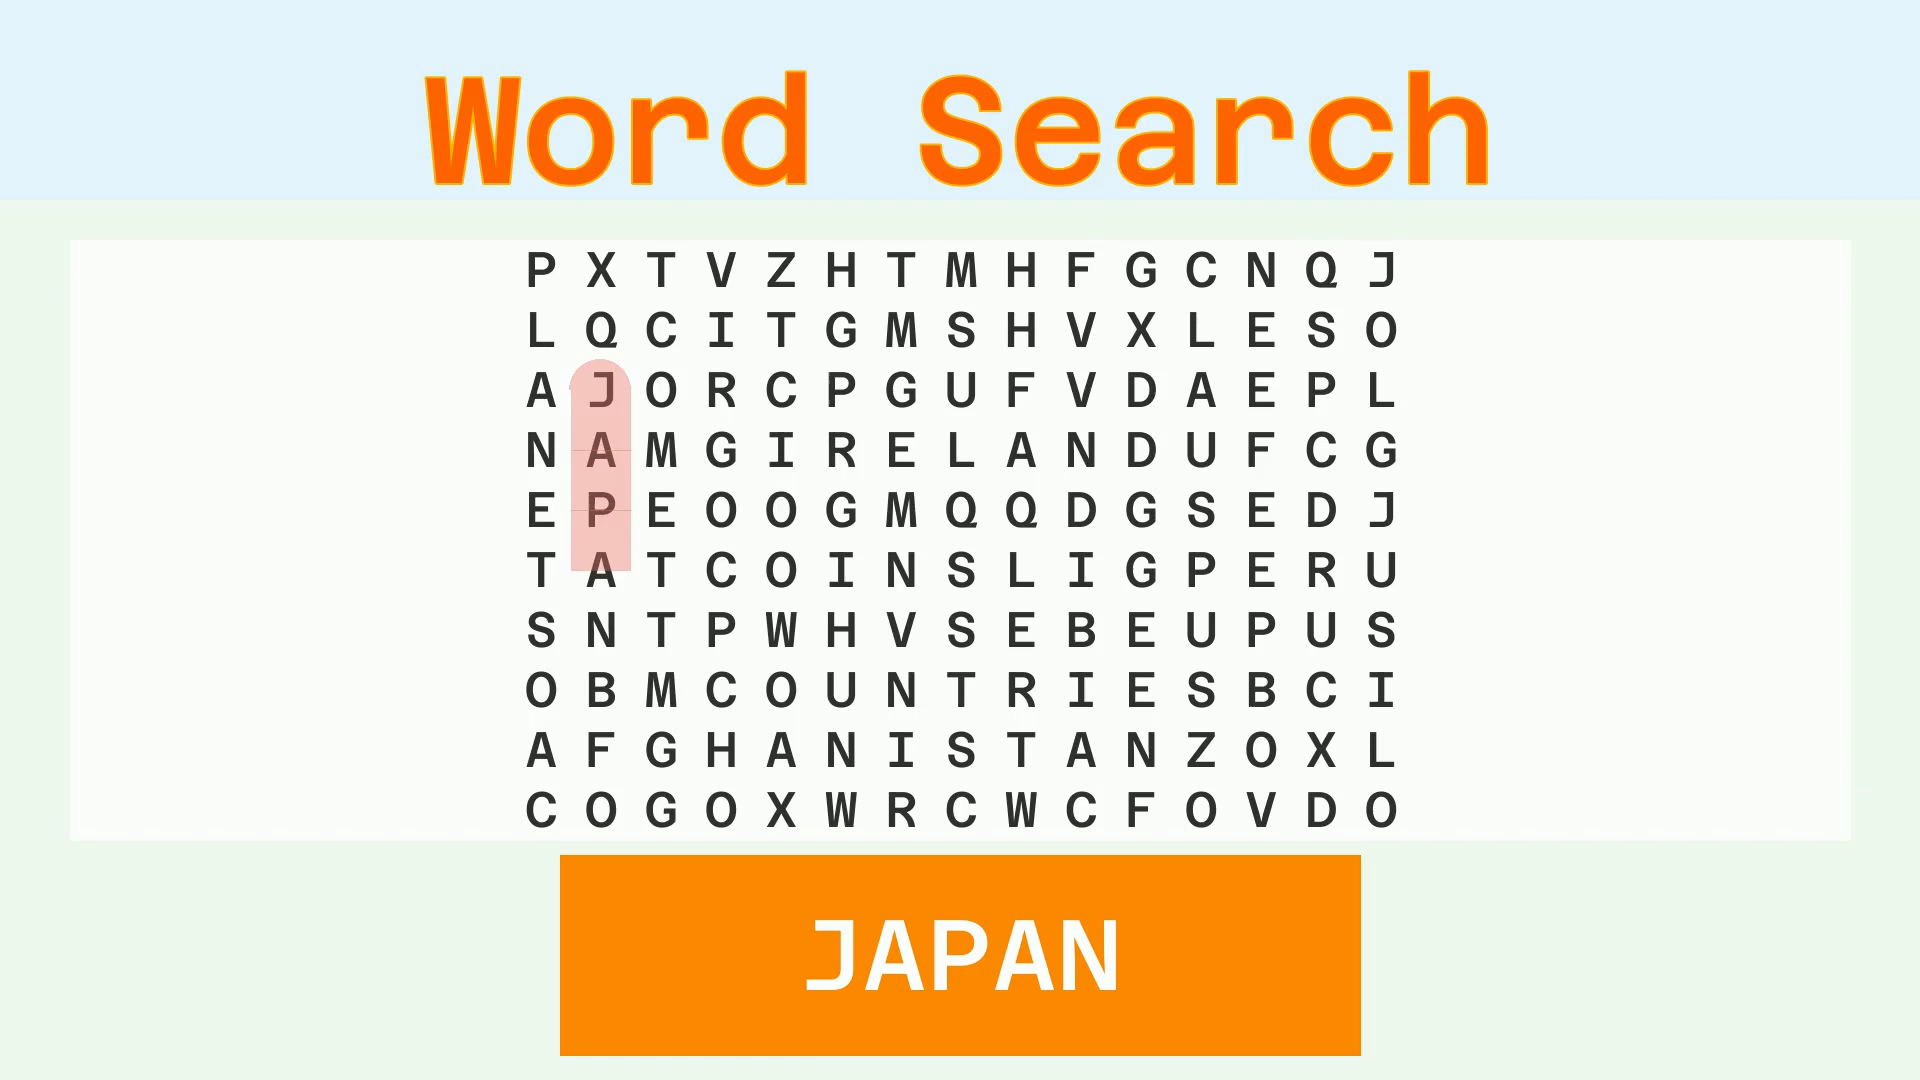 Word Search
P X T V Z H T M H F G C N Q J
L Q C I T G M S H V X L E S O
A J O R C P G U F V D A E P L
N A M G I R E L A N D U F C G
E P E O O G M Q Q D G S E D J
T A T C O I N S L I G P E R U
S N T P W H V S E B E U P U S
O B M C O U N T R I E S B C I
A F G H A N I S T A N Z O X L
C O G O X W R C W C F O V D O
JAPAN